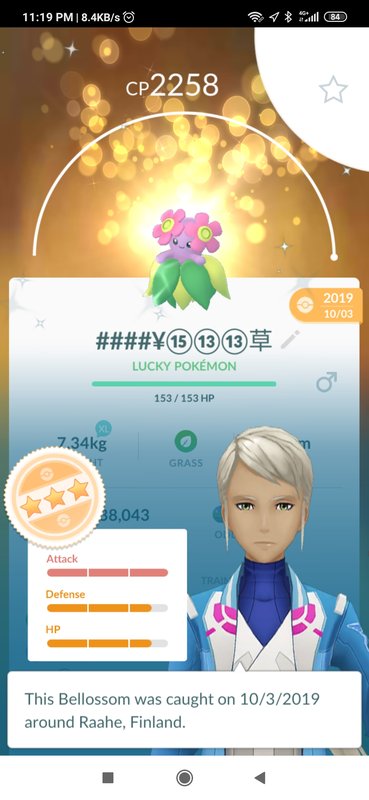 11:19 PM | 8.4KB/s
4G+
84
CP2258
2019
10/03
####¥⑮⑬⑬草
LUCKY POKÉMON
153 / 153 HP
XL
7.34kg
GRASS
38,043
Attack
Defense
HP
This Bellossom was caught on 10/3/2019
around Raahe, Finland.